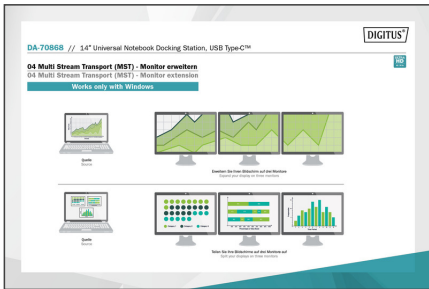 DIGITUS®
DA-70868 // 14" Universal Notebook Docking Station, USB Type-C™
04 Multi Stream Transport (MST) - Monitor erweitern
04 Multi Stream Transport (MST) - Monitor extension
Works only with Windows
HD
Quelle
Source
Erweitern Sie Ihren Bildschirm auf drei Monitore
Expand your display on three monitors
Quelle
Source
Teilen Sie Ihre Bildschirme auf drei Monitore auf
Split your displays on three monitors